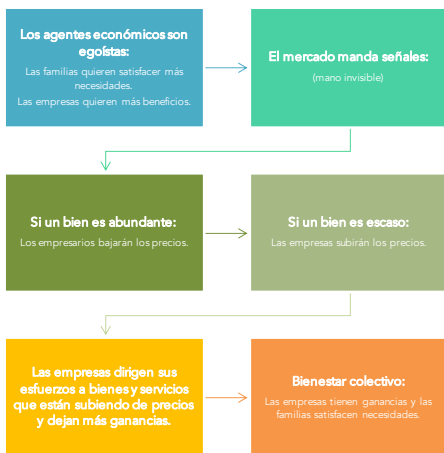 Los agentes económicos son
egoístas:
Las familias quieren satisfacer más
necesidades.
Las empresas quieren más beneficios.
El mercado manda señales:
(mano invisible)
Si un bien es abundante:
Los empresarios bajarán los precios.
Si un bien es escaso:
Las empresas subirán los precios.
Las empresas dirigen sus
esfuerzos a bienes y servicios
que están subiendo de precios
y dejan más ganancias.
Bienestar colectivo:
Las empresas tienen ganancias y las
familias satisfacen necesidades.